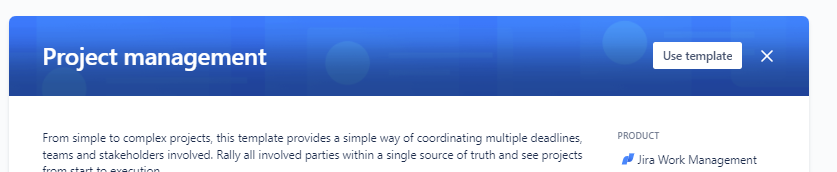 Project management
Use template
From simple to complex projects, this template provides a simple way of coordinating multiple deadlines,
teams and stakeholders involved. Rally all involved parties within a single source of truth and see projects
from start to execution.
PRODUCT
Jira Work Management